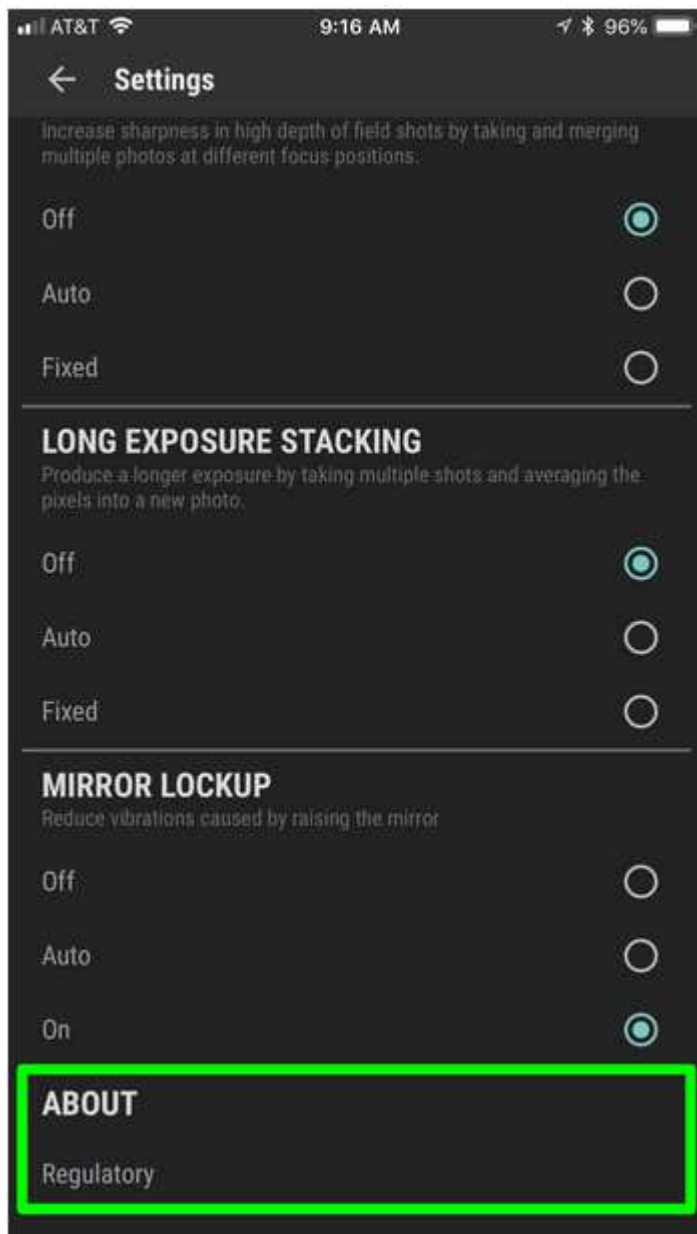 AT&T 9:16 AM 96%
Settings
Increase sharpness in high depth of field shots by taking and merging
multiple photos at different focus positions.
Off
Auto
Fixed
LONG EXPOSURE STACKING
Produce a longer exposure by taking multiple shots and averaging the
pixels into a new photo.
Off
Auto
Fixed
MIRROR LOCKUP
Reduce vibrations caused by raising the mirror
Off
Auto
On
ABOUT
Regulatory